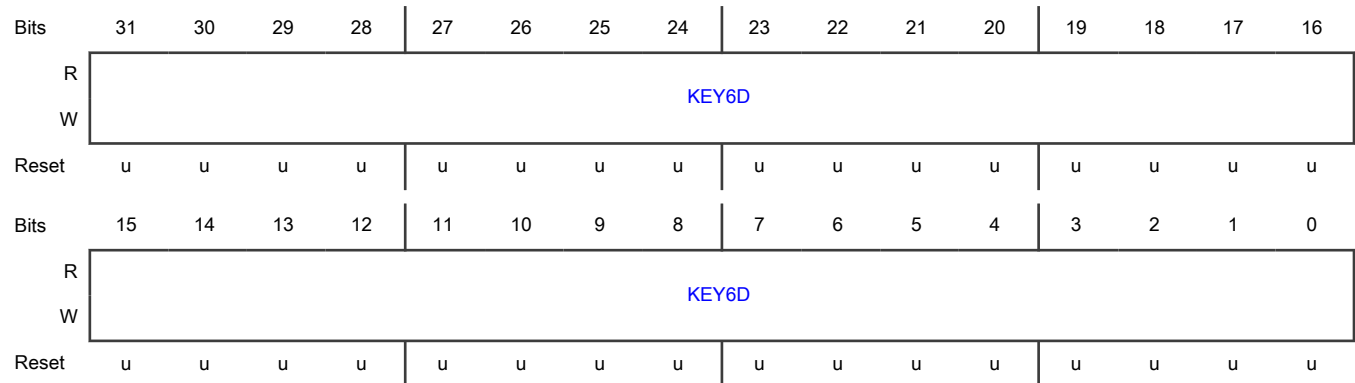 Bits 31 30 29 28 27 26 25 24 23 22 21 20 19 18 17 16
R
KEY6D
W
Reset u u u u u u u u u u u u u u u u
Bits 15 14 13 12 11 10 9 8 7 6 5 4 3 2 1 0
R
KEY6D
W
Reset u u u u u u u u u u u u u u u u